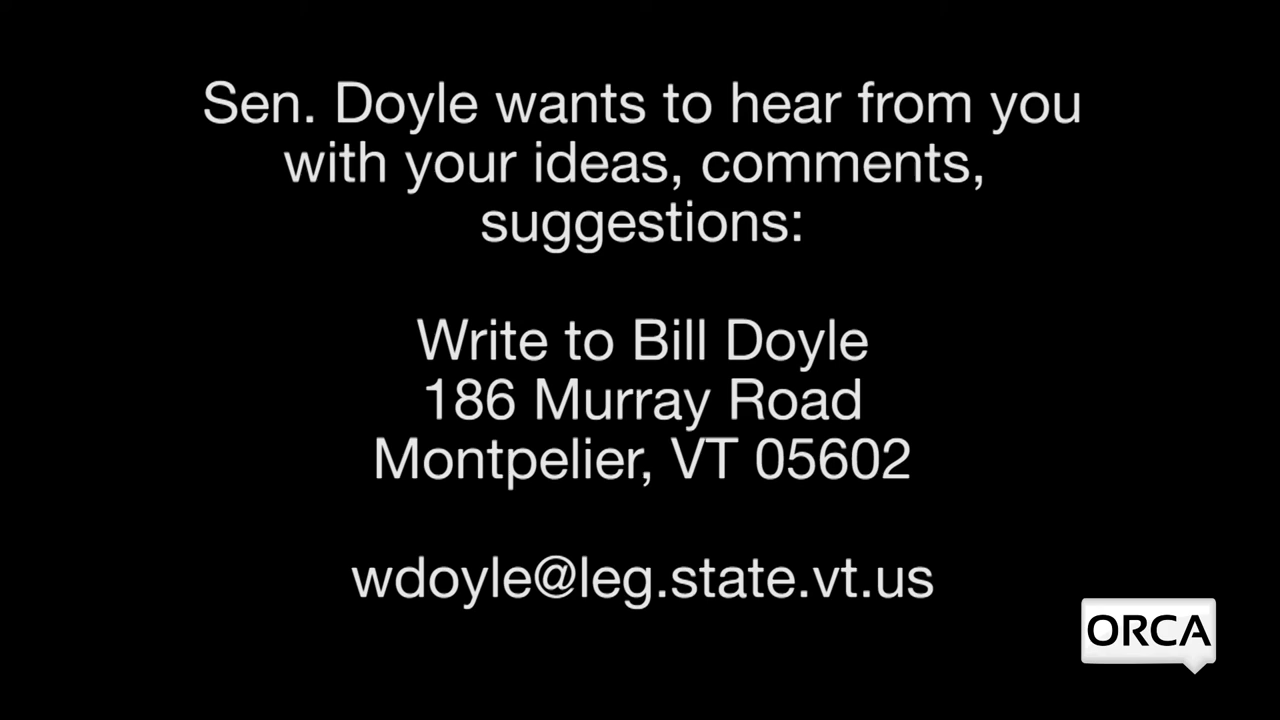 Sen. Doyle wants to hear from you
with your ideas, comments,
suggestions:
Write to Bill Doyle
186 Murray Road
Montpelier, VT 05602
wdoyle@leg.state.vt.us
ORCA